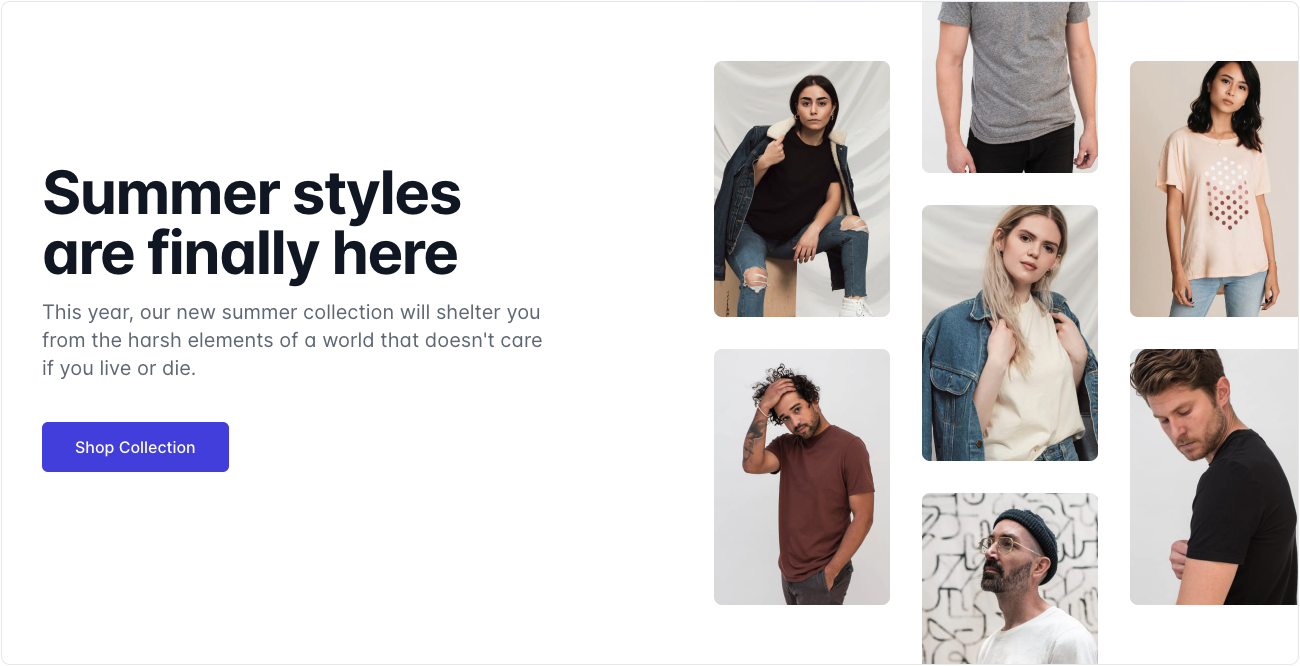 Summer styles
are finally here
This year, our new summer collection will shelter you
from the harsh elements of a world that doesn't care
if you live or die.
Shop Collection